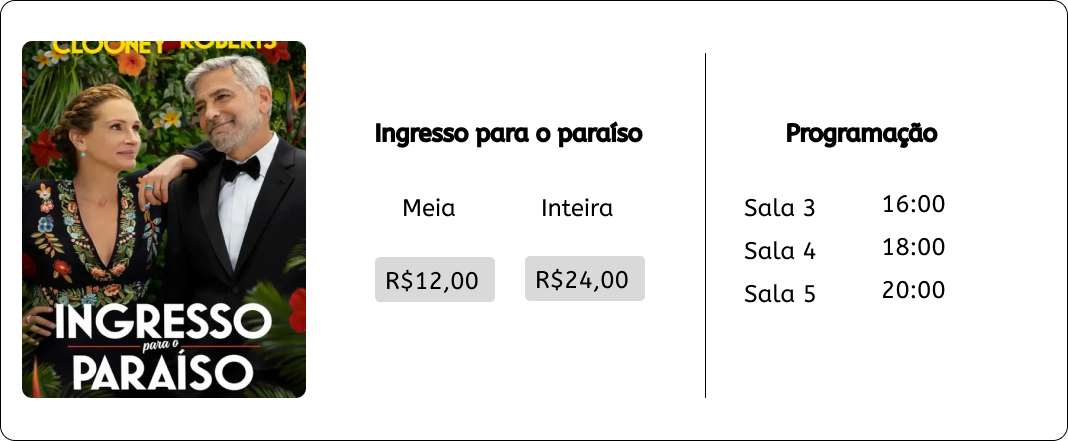 CLOONEY ROBERTS
INGRESSO
para o
PARAÍSO
Ingresso para o paraíso
Meia Inteira
R$12,00 R$24,00
Programação
Sala 3 16:00
Sala 4 18:00
Sala 5 20:00